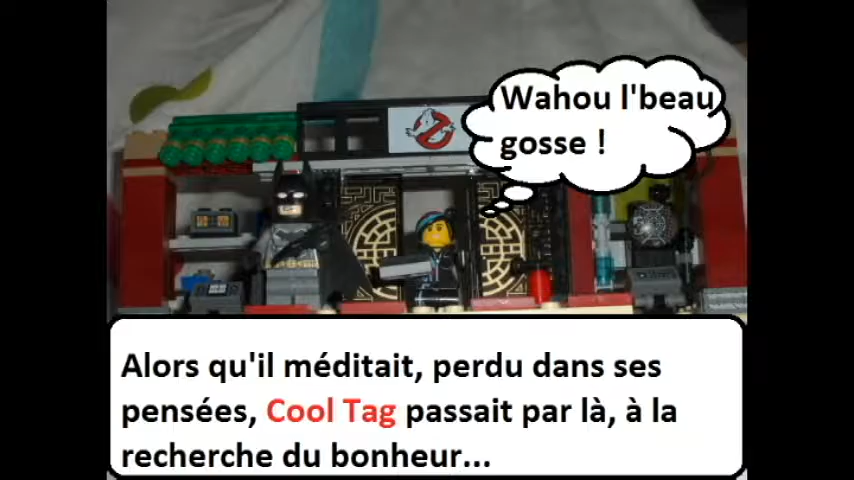 Wahou l'beau
gosse !
Alors qu'il méditait, perdu dans ses
pensées, Cool Tag passait par là, à la
recherche du bonheur...